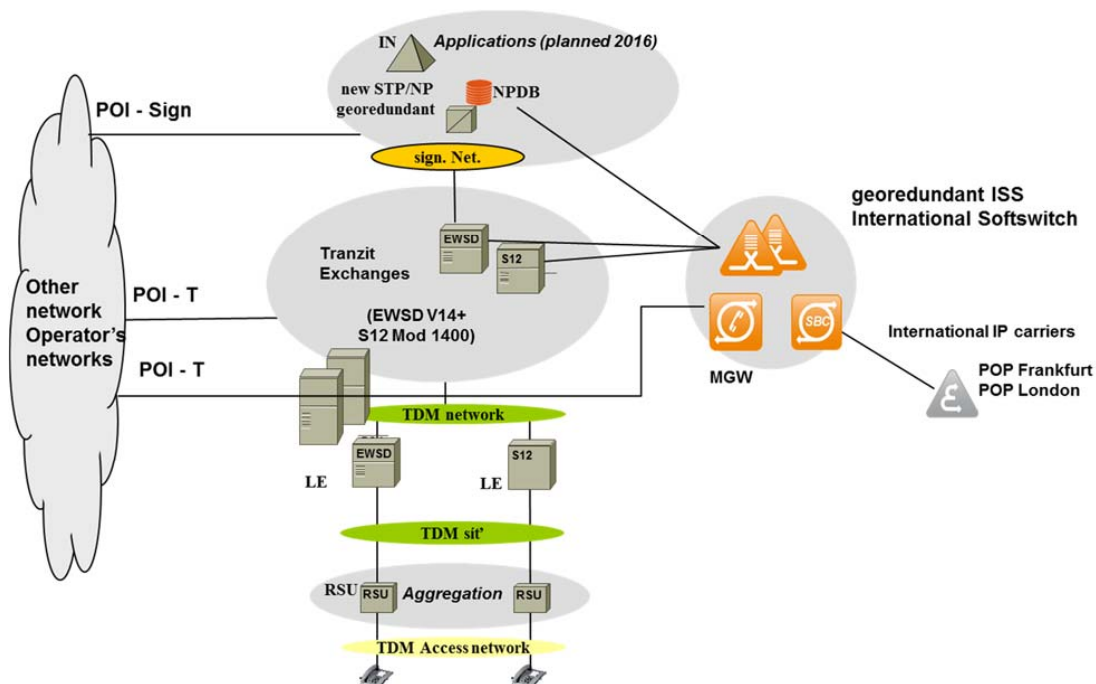 IN
Applications (planned 2016)
new STP/NP
georedundant
NPDB
POI - Sign
sign. Net.
georedundant ISS
International Softswitch
EWSD
S12
Tranzit
Exchanges
Other
network
Operator's
networks
POI - T
(EWSD V14+
S12 Mod 1400)
SBC
International IP carriers
POI - T
MGW
POP Frankfurt
POP London
TDM network
EWSD
S12
LE
LE
TDM sit'
RSU
RSU
Aggregation
RSU
TDM Access network